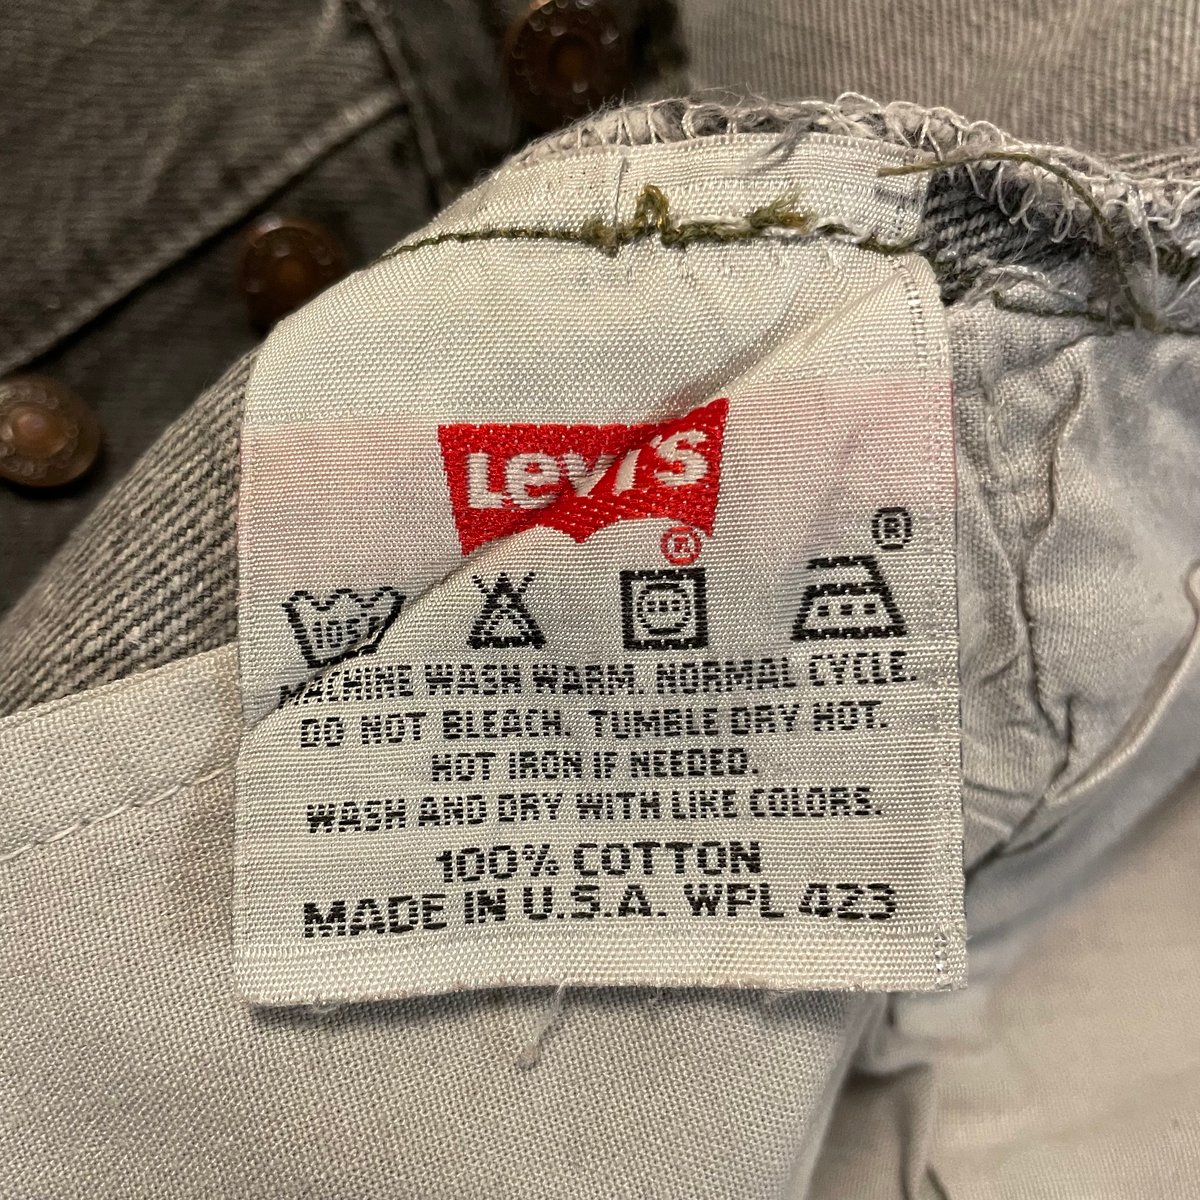 Levi's
®
®
105F
MACHINE WASH WARM. NORMAL CYCLE.
DO NOT BLEACH. TUMBLE DRY HOT.
HOT IRON IF NEEDED.
WASH AND DRY WITH LIKE COLORS.
100% COTTON
MADE IN U.S.A. WPL 423